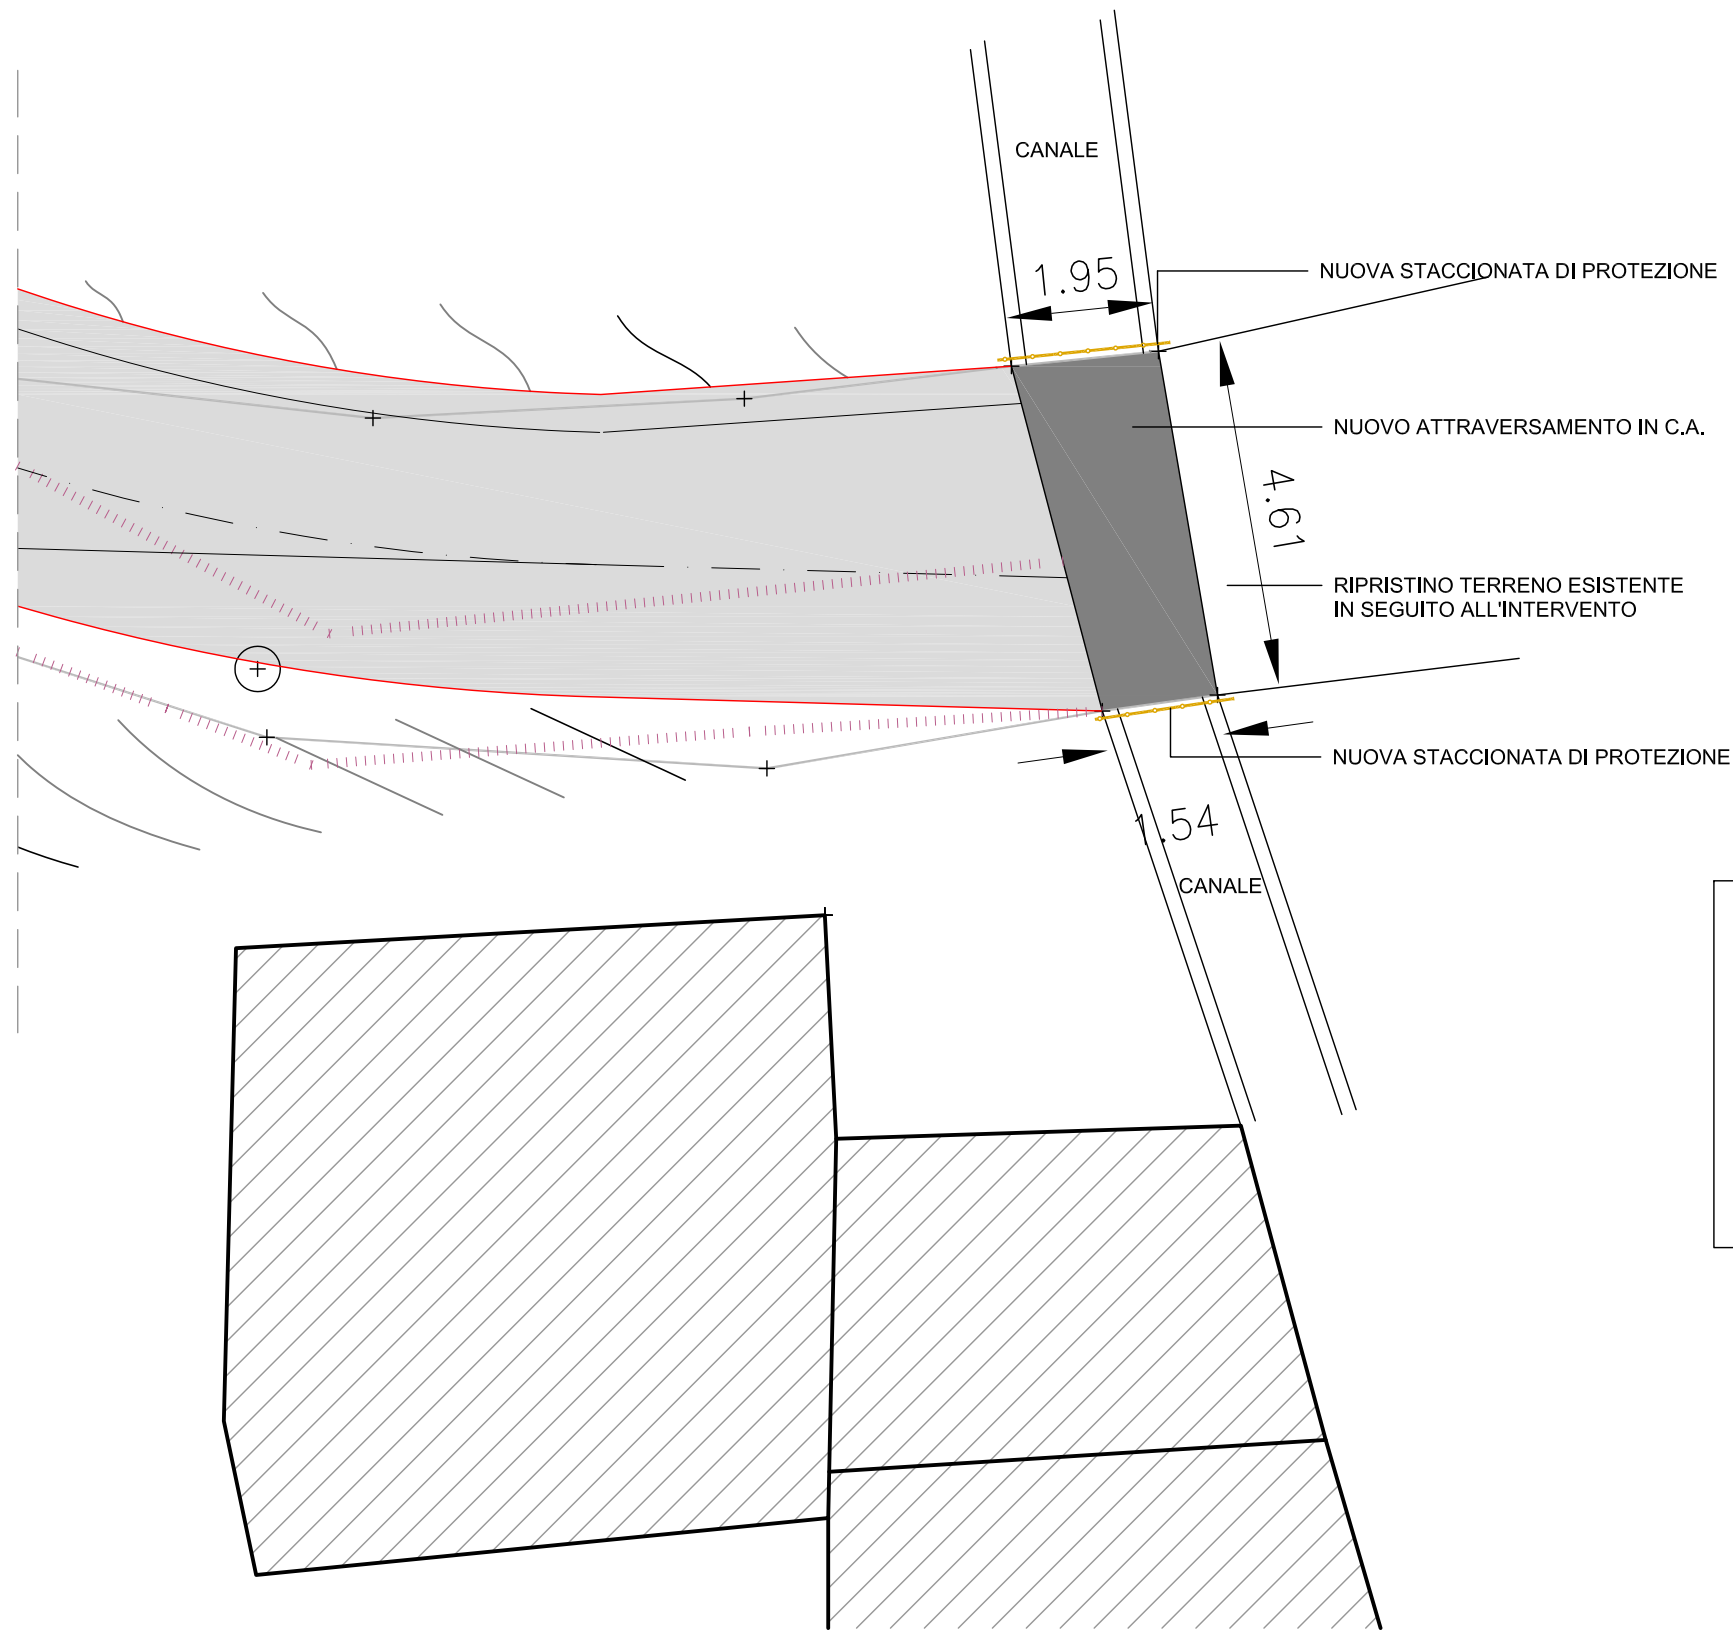 CANALE
1.95
NUOVA STACCIONATA DI PROTEZIONE
NUOVO ATTRAVERSAMENTO IN C.A.
4.61
RIPRISTINO TERRENO ESISTENTE
IN SEGUITO ALL'INTERVENTO
NUOVA STACCIONATA DI PROTEZIONE
1.54
CANALE